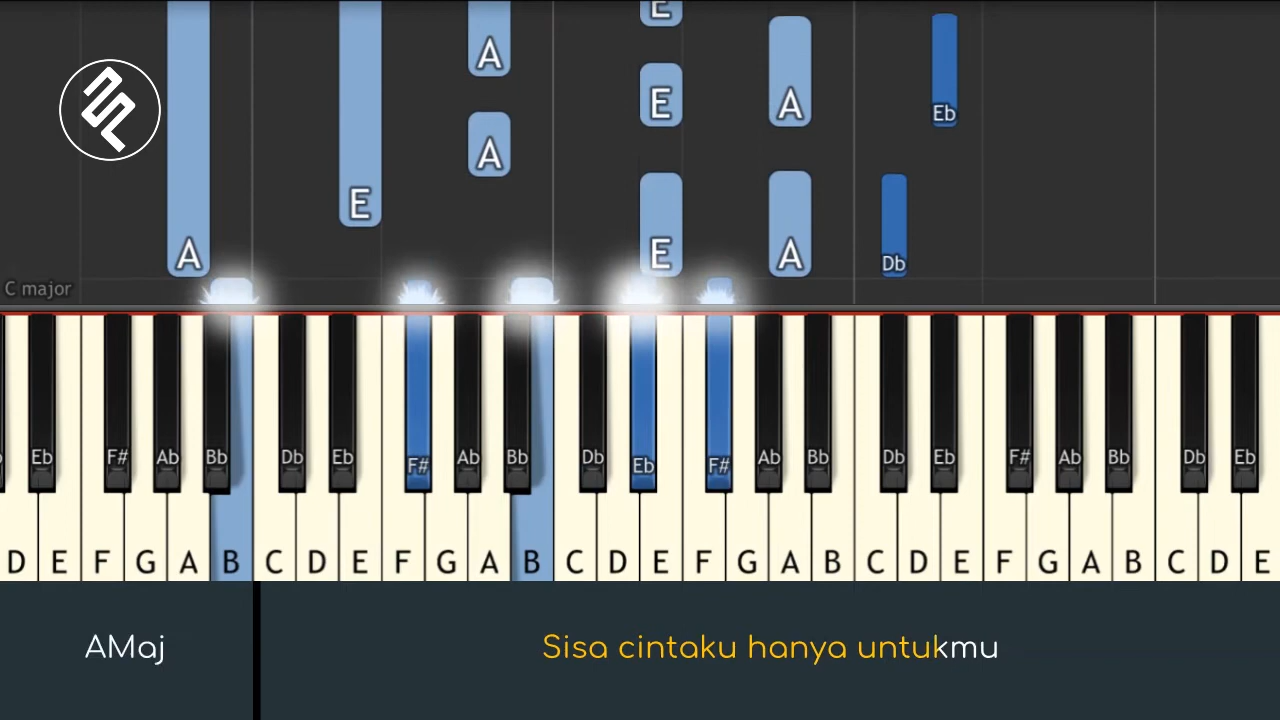 E
A
E A
A Eb
E
A E A Db
C major
Eb F# Ab Bb Db Eb F# Ab Bb Db Eb F# Ab Bb Db Eb F# Ab Bb Db Eb
D E F G A B C D E F G A B C D E F G A B C D E F G A B C D E
AMaj
Sisa cintaku hanya untukmu